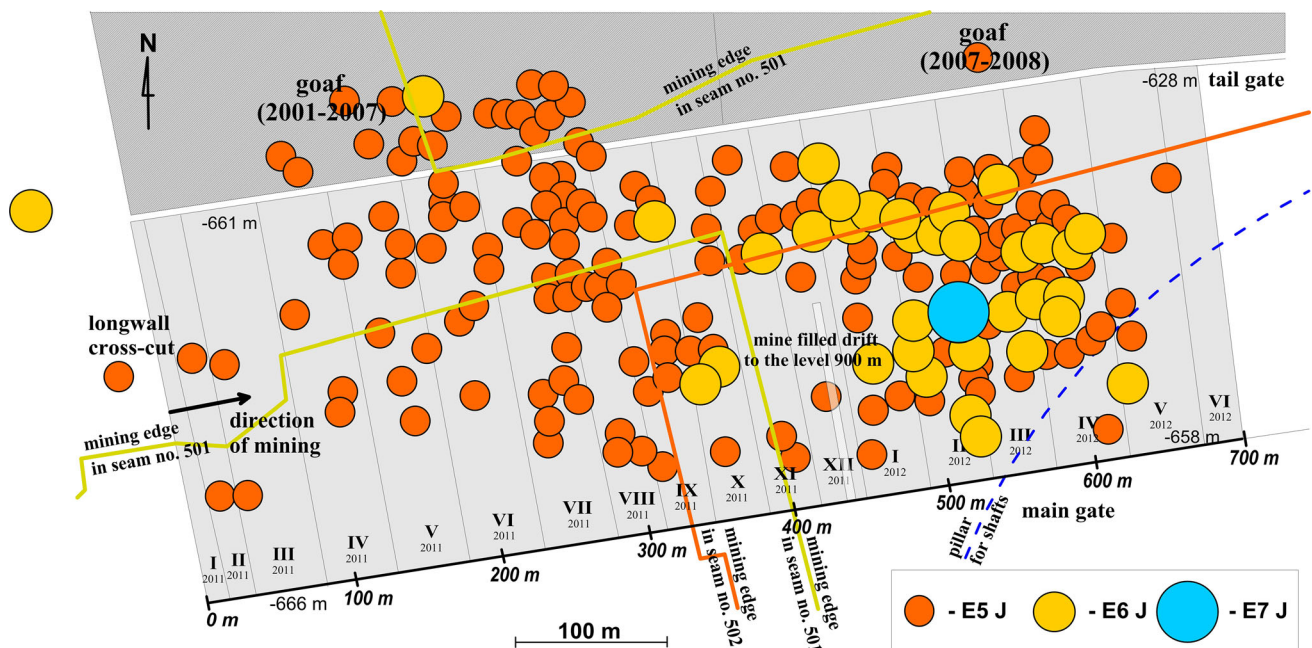 N
goaf
(2001-2007)
mining edge
in seam no. 501
goaf
(2007-2008)
-628 m
tail gate
-661 m
longwall
cross-cut
direction
of mining
mining edge
in seam no. 501
mine filled drift
to the level 900 m
I
2011
II
2011
III
2011
IV
2011
V
2011
VI
2011
VII
2011
VIII
2011
IX
2011
X
2011
XI
2011
XII
2011
I
2012
II
2012
III
2012
IV
2012
V
2012
VI
2012
-658 m
-666 m
0 m
100 m
200 m
300 m
400 m
500 m
600 m
700 m
main gate
mining edge
in seam no. 502
mining edge
in seam no. 501
pillar
for shafts
100 m
- E5 J
- E6 J
- E7 J